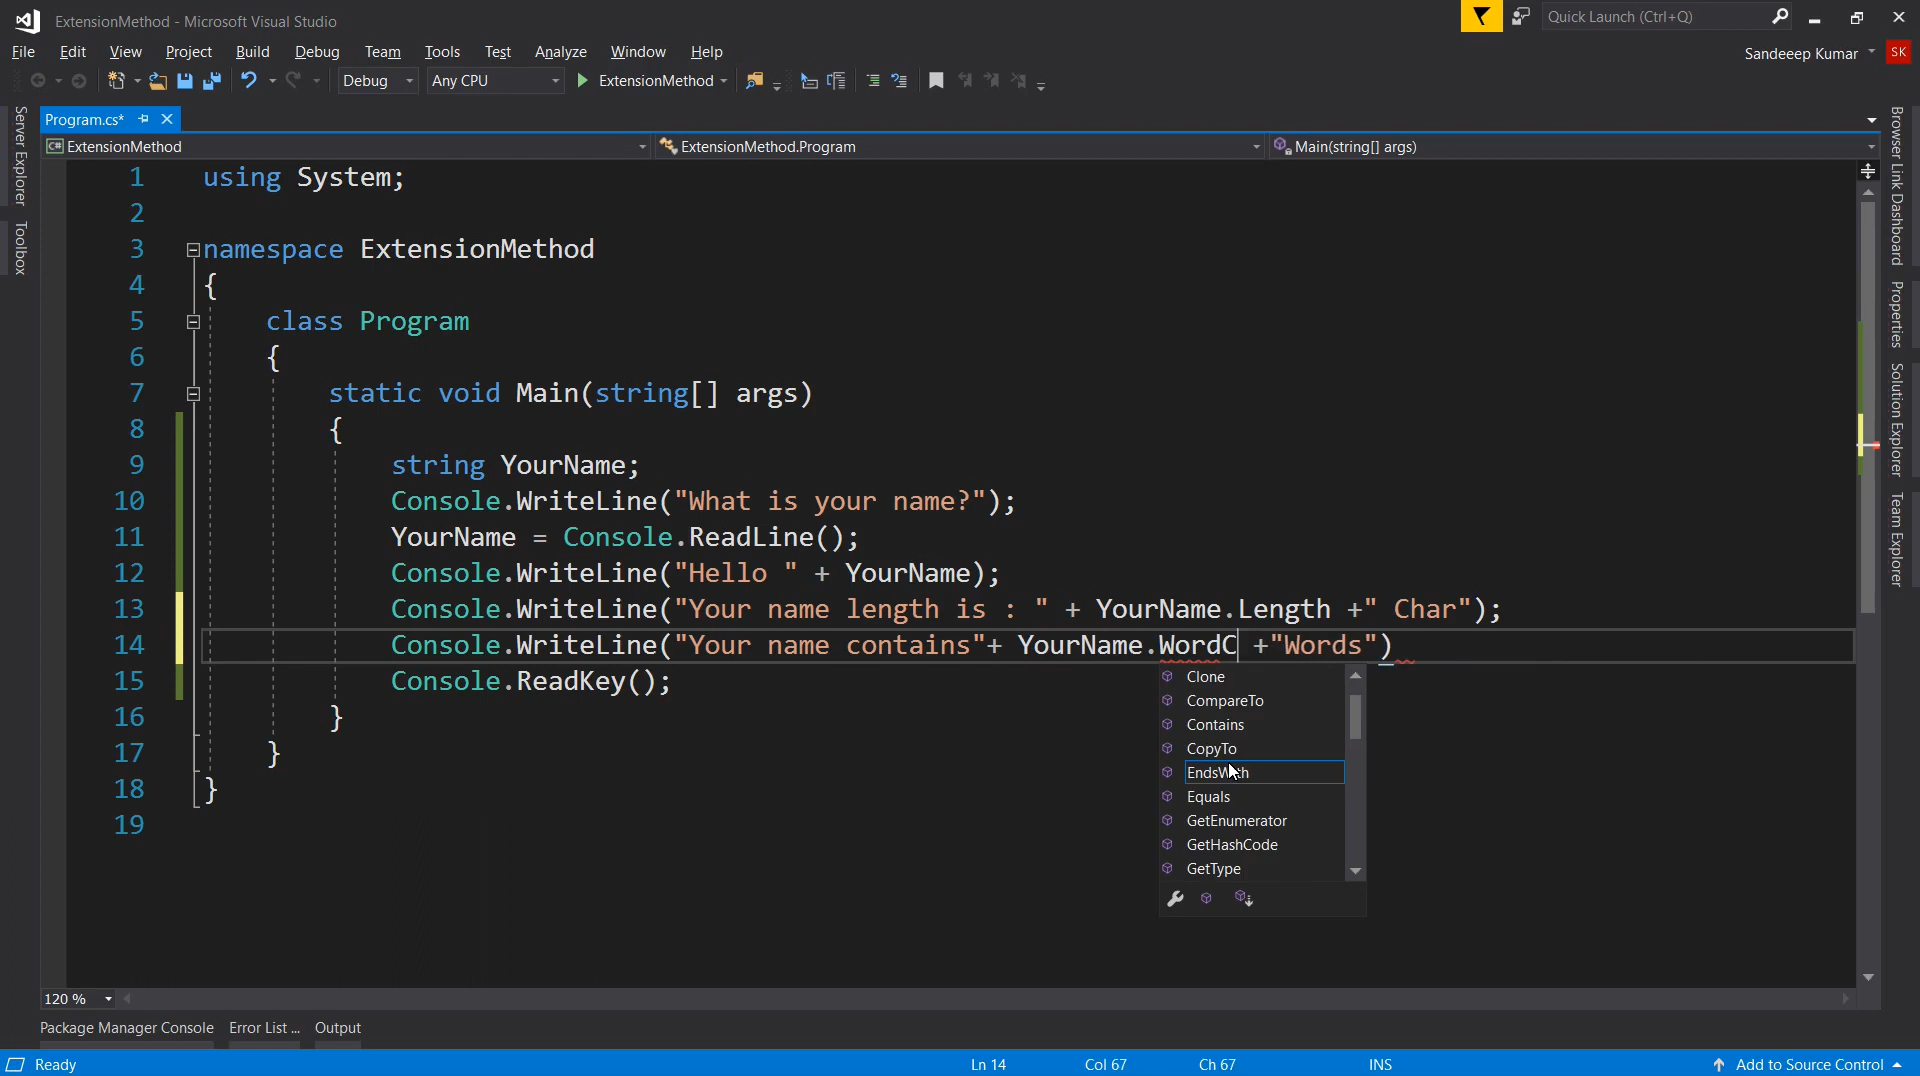 ExtensionMethod - Microsoft Visual Studio
Quick Launch (Ctrl+Q)
File Edit View Project Build Debug Team Tools Test Analyze Window Help
Sandeeep Kumar SK
Debug Any CPU ExtensionMethod
Server Explorer
Toolbox
Program.cs*
C# ExtensionMethod ExtensionMethod.Program Main(string[] args)
1 using System;
2
3 namespace ExtensionMethod
4 {
5 class Program
6 {
7 static void Main(string[] args)
8 {
9 string YourName;
10 Console.WriteLine("What is your name?");
11 YourName = Console.ReadLine();
12 Console.WriteLine("Hello " + YourName);
13 Console.WriteLine("Your name length is : " + YourName.Length +" Char");
14 Console.WriteLine("Your name contains"+ YourName.WordC +"Words")
15 Console.ReadKey();
16 }
17 }
18 }
19
Clone
CompareTo
Contains
CopyTo
EndsWith
Equals
GetEnumerator
GetHashCode
GetType
Browser Link Dashboard
Properties
Solution Explorer
Team Explorer
120 %
Package Manager Console Error List ... Output
Ready Ln 14 Col 67 Ch 67 INS Add to Source Control